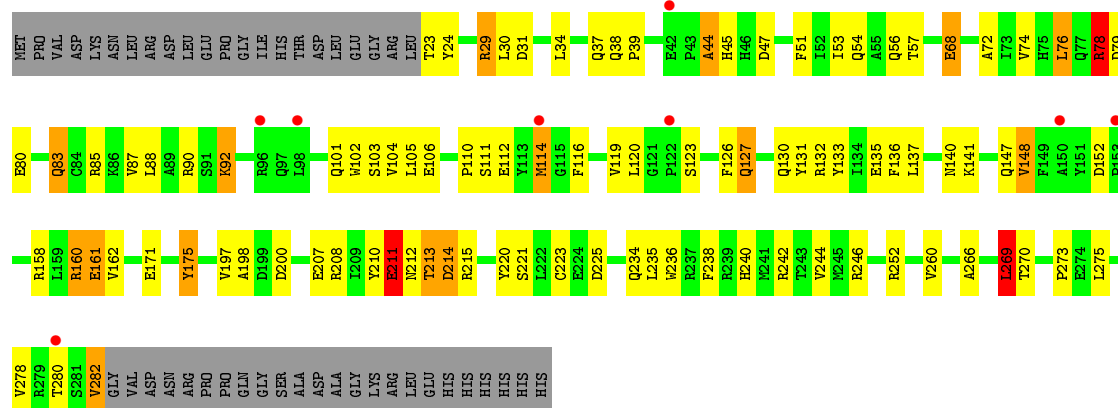 MET PRO VAL ASP LYS ASN LEU ARG ASP LEU GLU PRO GLY ILE HIS THR ASP LEU GLU GLY ARG LEU T23 Y24 R29 L30 D31 L34 Q37 Q38 P39 E42 P43 A44 H45 H46 D47 F51 I52 I53 Q54 A55 Q56 T57 E68 A72 I73 V74 H75 L76 Q77 R78 D79
E80 Q83 C84 R85 K86 V87 L88 A89 R90 S91 K92 R96 Q97 L98 Q101 W102 S103 V104 L105 E106 P110 S111 E112 Y113 M114 G115 F116 V119 L120 G121 P122 S123 F126 Q127 Q130 Y131 R132 Y133 I134 E135 F136 L137 N140 K141 Q147 V148 F149 A150 Y151 D152 P153
R158 L159 R160 E161 V162 E171 Y175 V197 A198 D199 D200 E207 R208 I209 Y210 E211 N212 T213 D214 R215 Y220 S221 L222 C223 E224 D225 Q234 L235 W236 R237 F238 R239 H240 M241 R242 T243 V244 M245 R246 R252 V260 A266 L269 T270 P273 E274 L275
V278 R279 T280 S281 V282 GLY VAL ASP ASN ARG PRO PRO GLN GLY SER ALA ASP ALA GLY LYS ARG LEU GLU HIS HIS HIS HIS HIS HIS